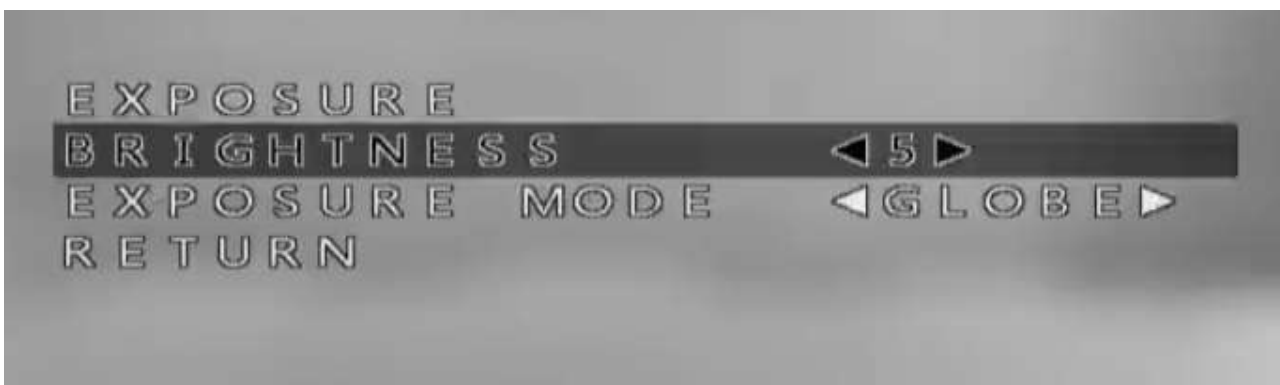 EXPOSURE
BRIGHTNESS ◀5▶
EXPOSURE MODE ◀GLOBE▶
RETURN